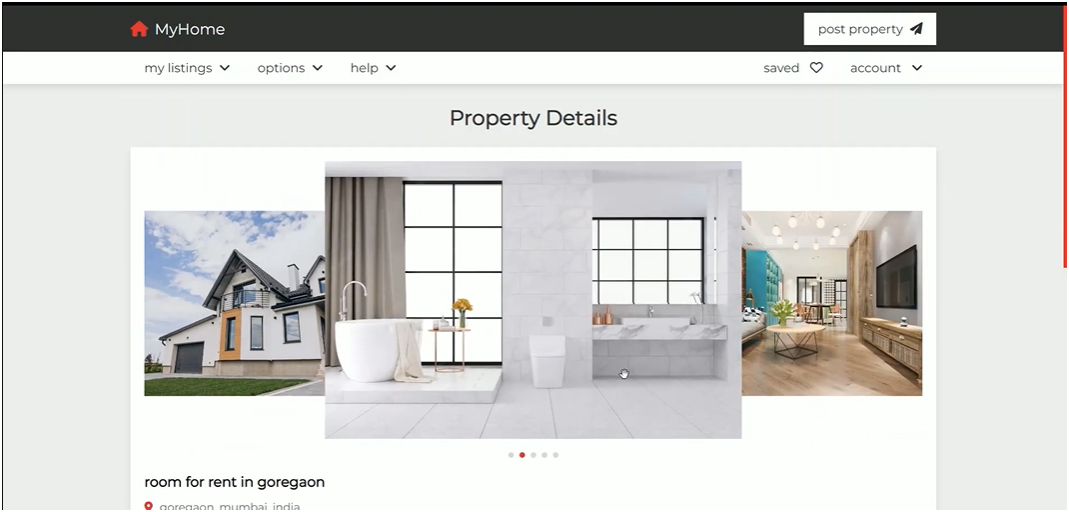 MyHome
post property
my listings options help
saved account
Property Details
room for rent in goregaon
goregaon, mumbai, india